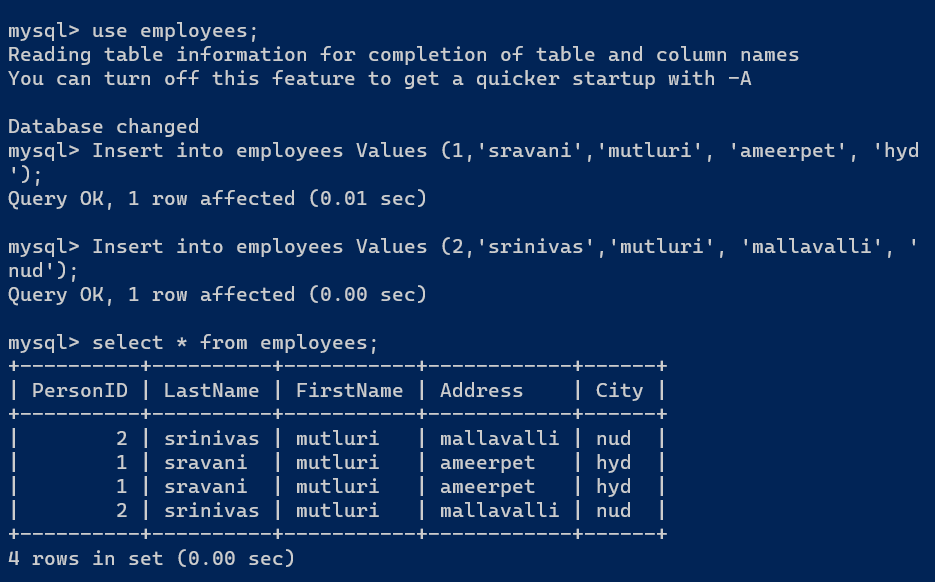 mysql> use employees;
Reading table information for completion of table and column names
You can turn off this feature to get a quicker startup with -A
Database changed
mysql> Insert into employees Values (1,'sravani','mutluri', 'ameerpet', 'hyd
');
Query OK, 1 row affected (0.01 sec)
mysql> Insert into employees Values (2,'srinivas','mutluri', 'mallavalli', '
nud');
Query OK, 1 row affected (0.00 sec)
mysql> select * from employees;
+----------+----------+-----------+------------+------+
| PersonID | LastName | FirstName | Address    | City |
+----------+----------+-----------+------------+------+
|        2 | srinivas | mutluri   | mallavalli | nud  |
|        1 | sravani  | mutluri   | ameerpet   | hyd  |
|        1 | sravani  | mutluri   | ameerpet   | hyd  |
|        2 | srinivas | mutluri   | mallavalli | nud  |
+----------+----------+-----------+------------+------+
4 rows in set (0.00 sec)